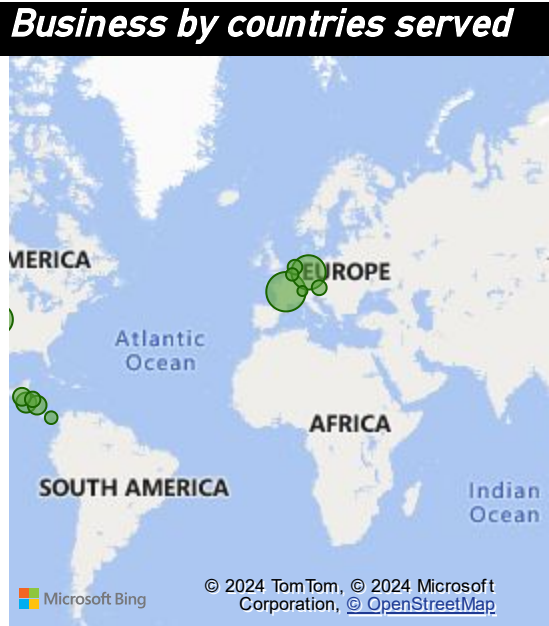 Business by countries served
MERICA
EUROPE
Atlantic
Ocean
AFRICA
SOUTH AMERICA
Indian
Ocean
© 2024 TomTom, © 2024 Microsoft
Microsoft Bing
Corporation, © OpenStreetMap